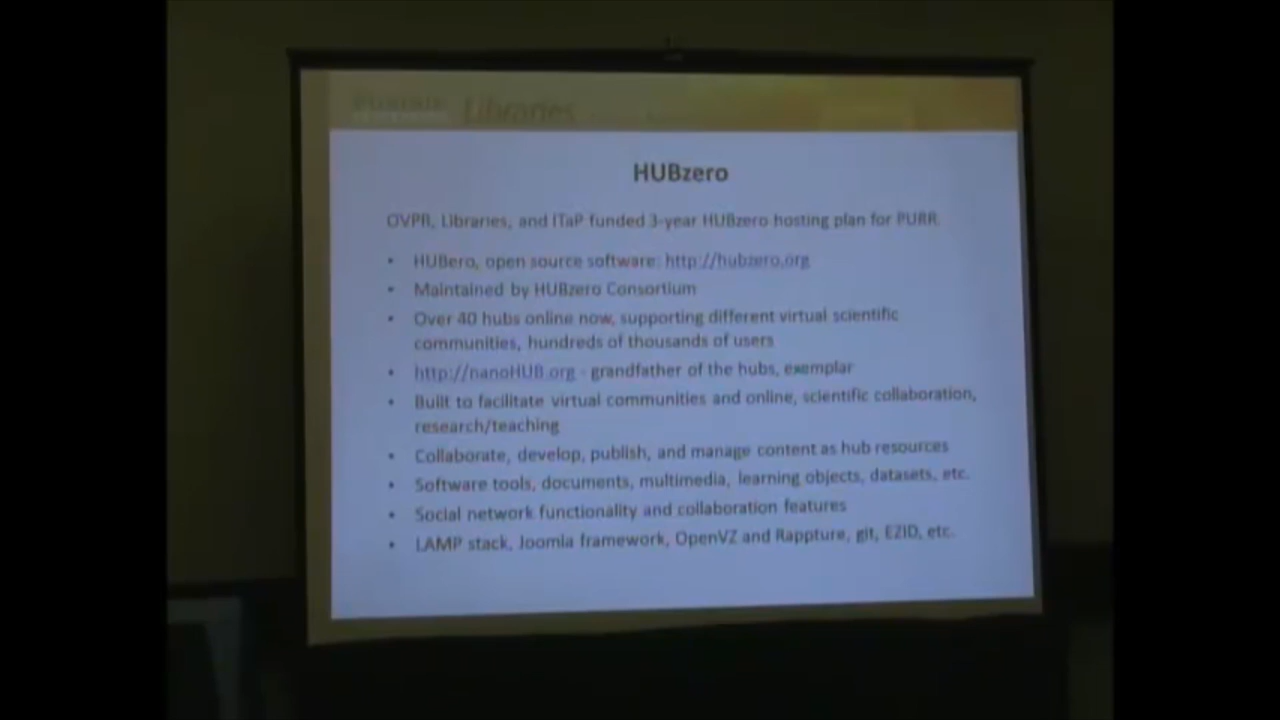 PURDUE Libraries
HUBzero
OVPR, Libraries, and ITaP funded 3-year HUBzero hosting plan for PURR
• HUBero, open source software: http://hubzero.org
• Maintained by HUBzero Consortium
• Over 40 hubs online now, supporting different virtual scientific
communities, hundreds of thousands of users
• http://nanoHUB.org - grandfather of the hubs, exemplar
• Built to facilitate virtual communities and online, scientific collaboration,
research/teaching
• Collaborate, develop, publish, and manage content as hub resources
• Software tools, documents, multimedia, learning objects, datasets, etc.
• Social network functionality and collaboration features
• LAMP stack, Joomla framework, OpenVZ and Rappture, git, EZID, etc.